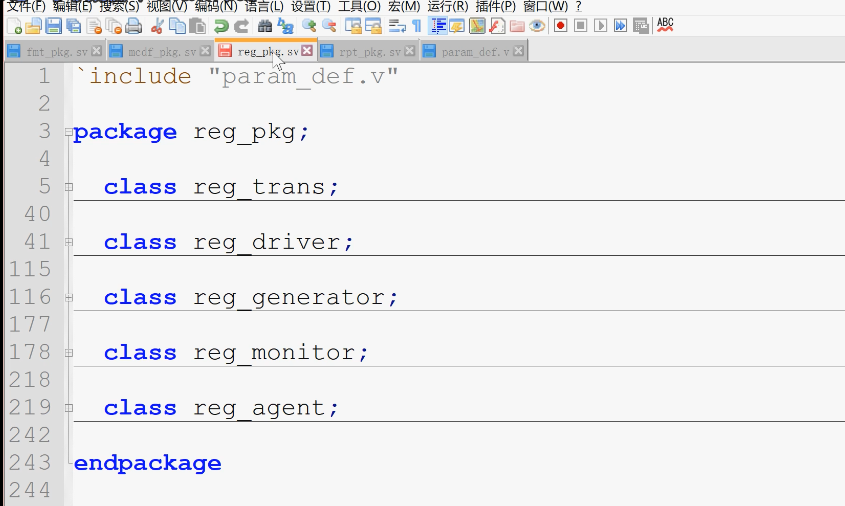 文件(F) 编辑(E) 搜索(S) 视图(V) 编码(N) 语言(L) 设置(T) 工具(O) 宏(M) 运行(R) 插件(P) 窗口(W) ?
ABC
fmt_pkg.sv mcdf_pkg.sv reg_pkg.sv rpt_pkg.sv param_def.v
1 `include "param_def.v"
2
3 package reg_pkg;
4
5 class reg_trans;
40
41 class reg_driver;
115
116 class reg_generator;
177
178 class reg_monitor;
218
219 class reg_agent;
242
243 endpackage
244